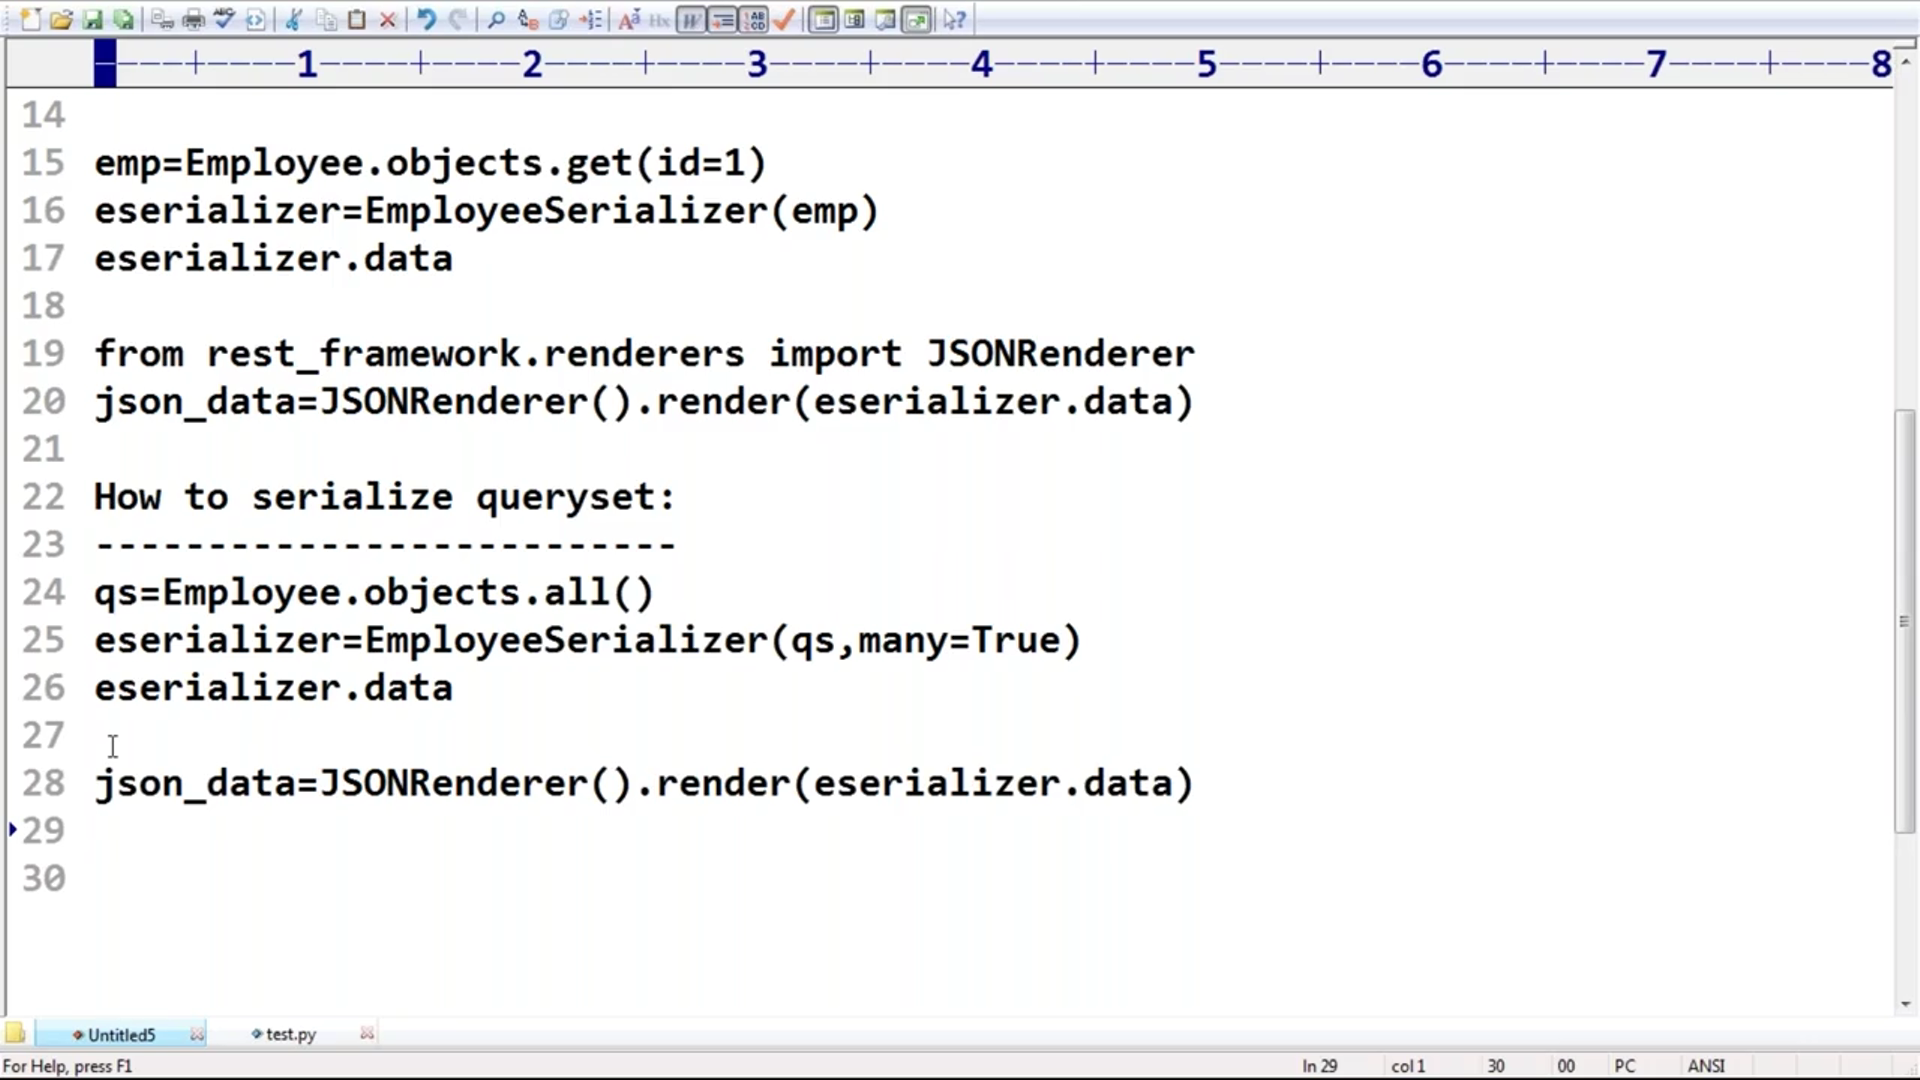 1 2 3 4 5 6 7 8
14
15 emp=Employee.objects.get(id=1)
16 eserializer=EmployeeSerializer(emp)
17 eserializer.data
18
19 from rest_framework.renderers import JSONRenderer
20 json_data=JSONRenderer().render(eserializer.data)
21
22 How to serialize queryset:
23 --------------------------
24 qs=Employee.objects.all()
25 eserializer=EmployeeSerializer(qs,many=True)
26 eserializer.data
27
28 json_data=JSONRenderer().render(eserializer.data)
29
30
Untitled5 test.py
For Help, press F1 ln 29 col 1 30 00 PC ANSI